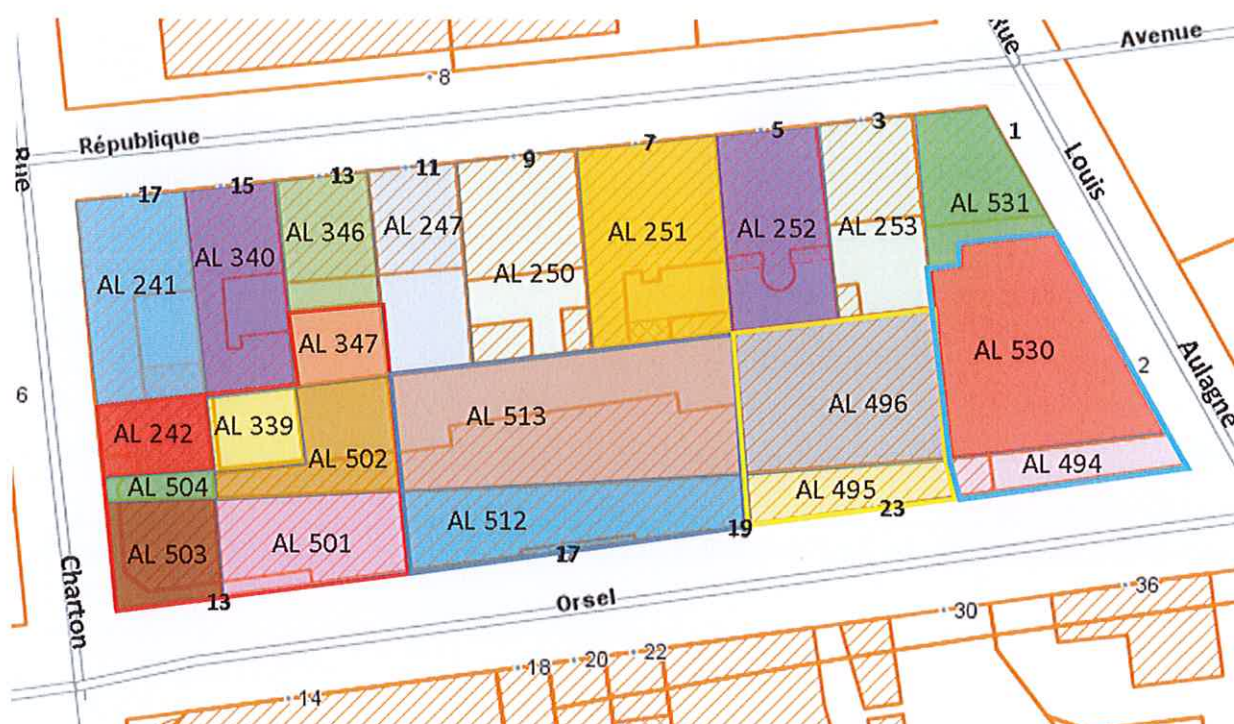 Rue
Avenue
8
République
Rue
Louis
Aulagne
17
15
13
11
9
7
5
3
1
AL 241
AL 340
AL 346
AL 247
AL 250
AL 251
AL 252
AL 253
AL 531
AL 347
AL 530
2
6
AL 242
AL 339
AL 502
AL 513
AL 496
AL 504
AL 494
AL 495
23
AL 503
AL 501
AL 512
19
17
13
Charton
Orsel
36
30
22
20
18
14